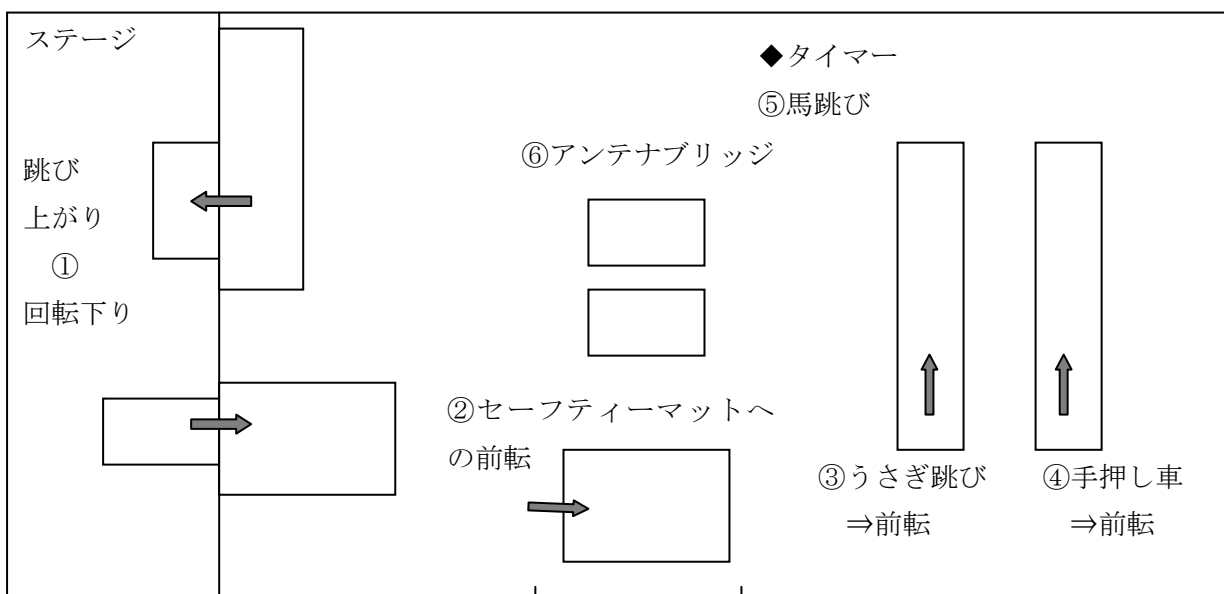 ステージ
跳び
上がり
①
回転下り
◆タイマー
⑤馬跳び
⑥アンテナブリッジ
②セーフティーマットへ
の前転
③うさぎ跳び
⇒前転
④手押し車
⇒前転